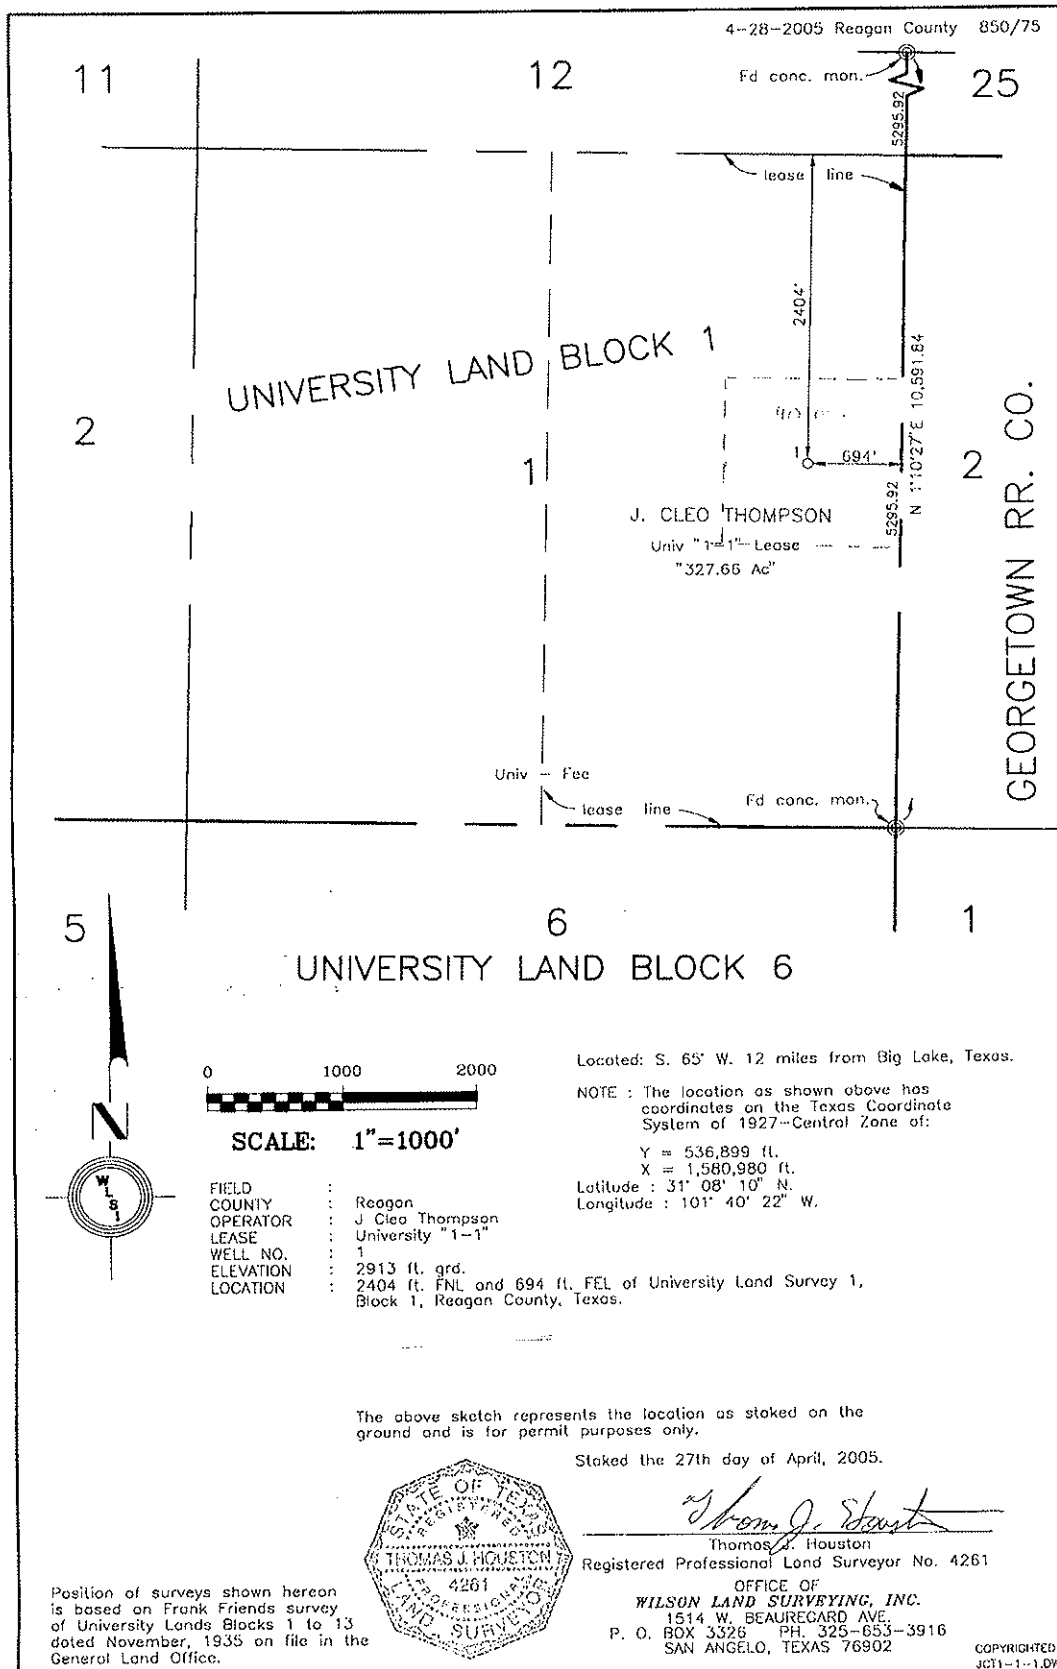 4-28-2005 Reagan County 850/75
11
12
25
Fd conc. mon.
5295.92
lease line
2404'
UNIVERSITY LAND BLOCK 1
N 1°10'27"E 10,591.84
2
1
1
694'
2
5295.92
GEORGETOWN RR. CO.
J. CLEO THOMPSON
Univ "1-1" Lease
"327.66 Ac"
Univ - Fee
lease line
Fd conc. mon.
5
6
1
UNIVERSITY LAND BLOCK 6
N
W L S I
0 1000 2000
SCALE: 1"=1000'
Located: S. 65° W. 12 miles from Big Lake, Texas.
NOTE : The location as shown above has
coordinates on the Texas Coordinate
System of 1927-Central Zone of:
Y = 536,899 ft.
X = 1,580,980 ft.
Latitude : 31° 08' 10" N.
Longitude : 101° 40' 22" W.
FIELD :
COUNTY : Reagan
OPERATOR : J Cleo Thompson
LEASE : University "1-1"
WELL NO. : 1
ELEVATION : 2913 ft. grd.
LOCATION : 2404 ft. FNL and 694 ft. FEL of University Land Survey 1,
Block 1, Reagan County, Texas.
The above sketch represents the location as staked on the
ground and is for permit purposes only.
Staked the 27th day of April, 2005.
Thomas J. Houston
Thomas J. Houston
Registered Professional Land Surveyor No. 4261
STATE OF TEXAS
REGISTERED
THOMAS J. HOUSTON
4261
PROFESSIONAL
LAND SURVEYOR
OFFICE OF
WILSON LAND SURVEYING, INC.
1514 W. BEAUREGARD AVE.
P. O. BOX 3326 PH. 325-653-3916
SAN ANGELO, TEXAS 76902
Position of surveys shown hereon
is based on Frank Friends survey
of University Lands Blocks 1 to 13
dated November, 1935 on file in the
General Land Office.
COPYRIGHTED